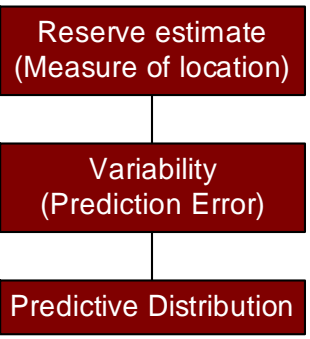 Reserve estimate
(Measure of location)
Variability
(Prediction Error)
Predictive Distribution